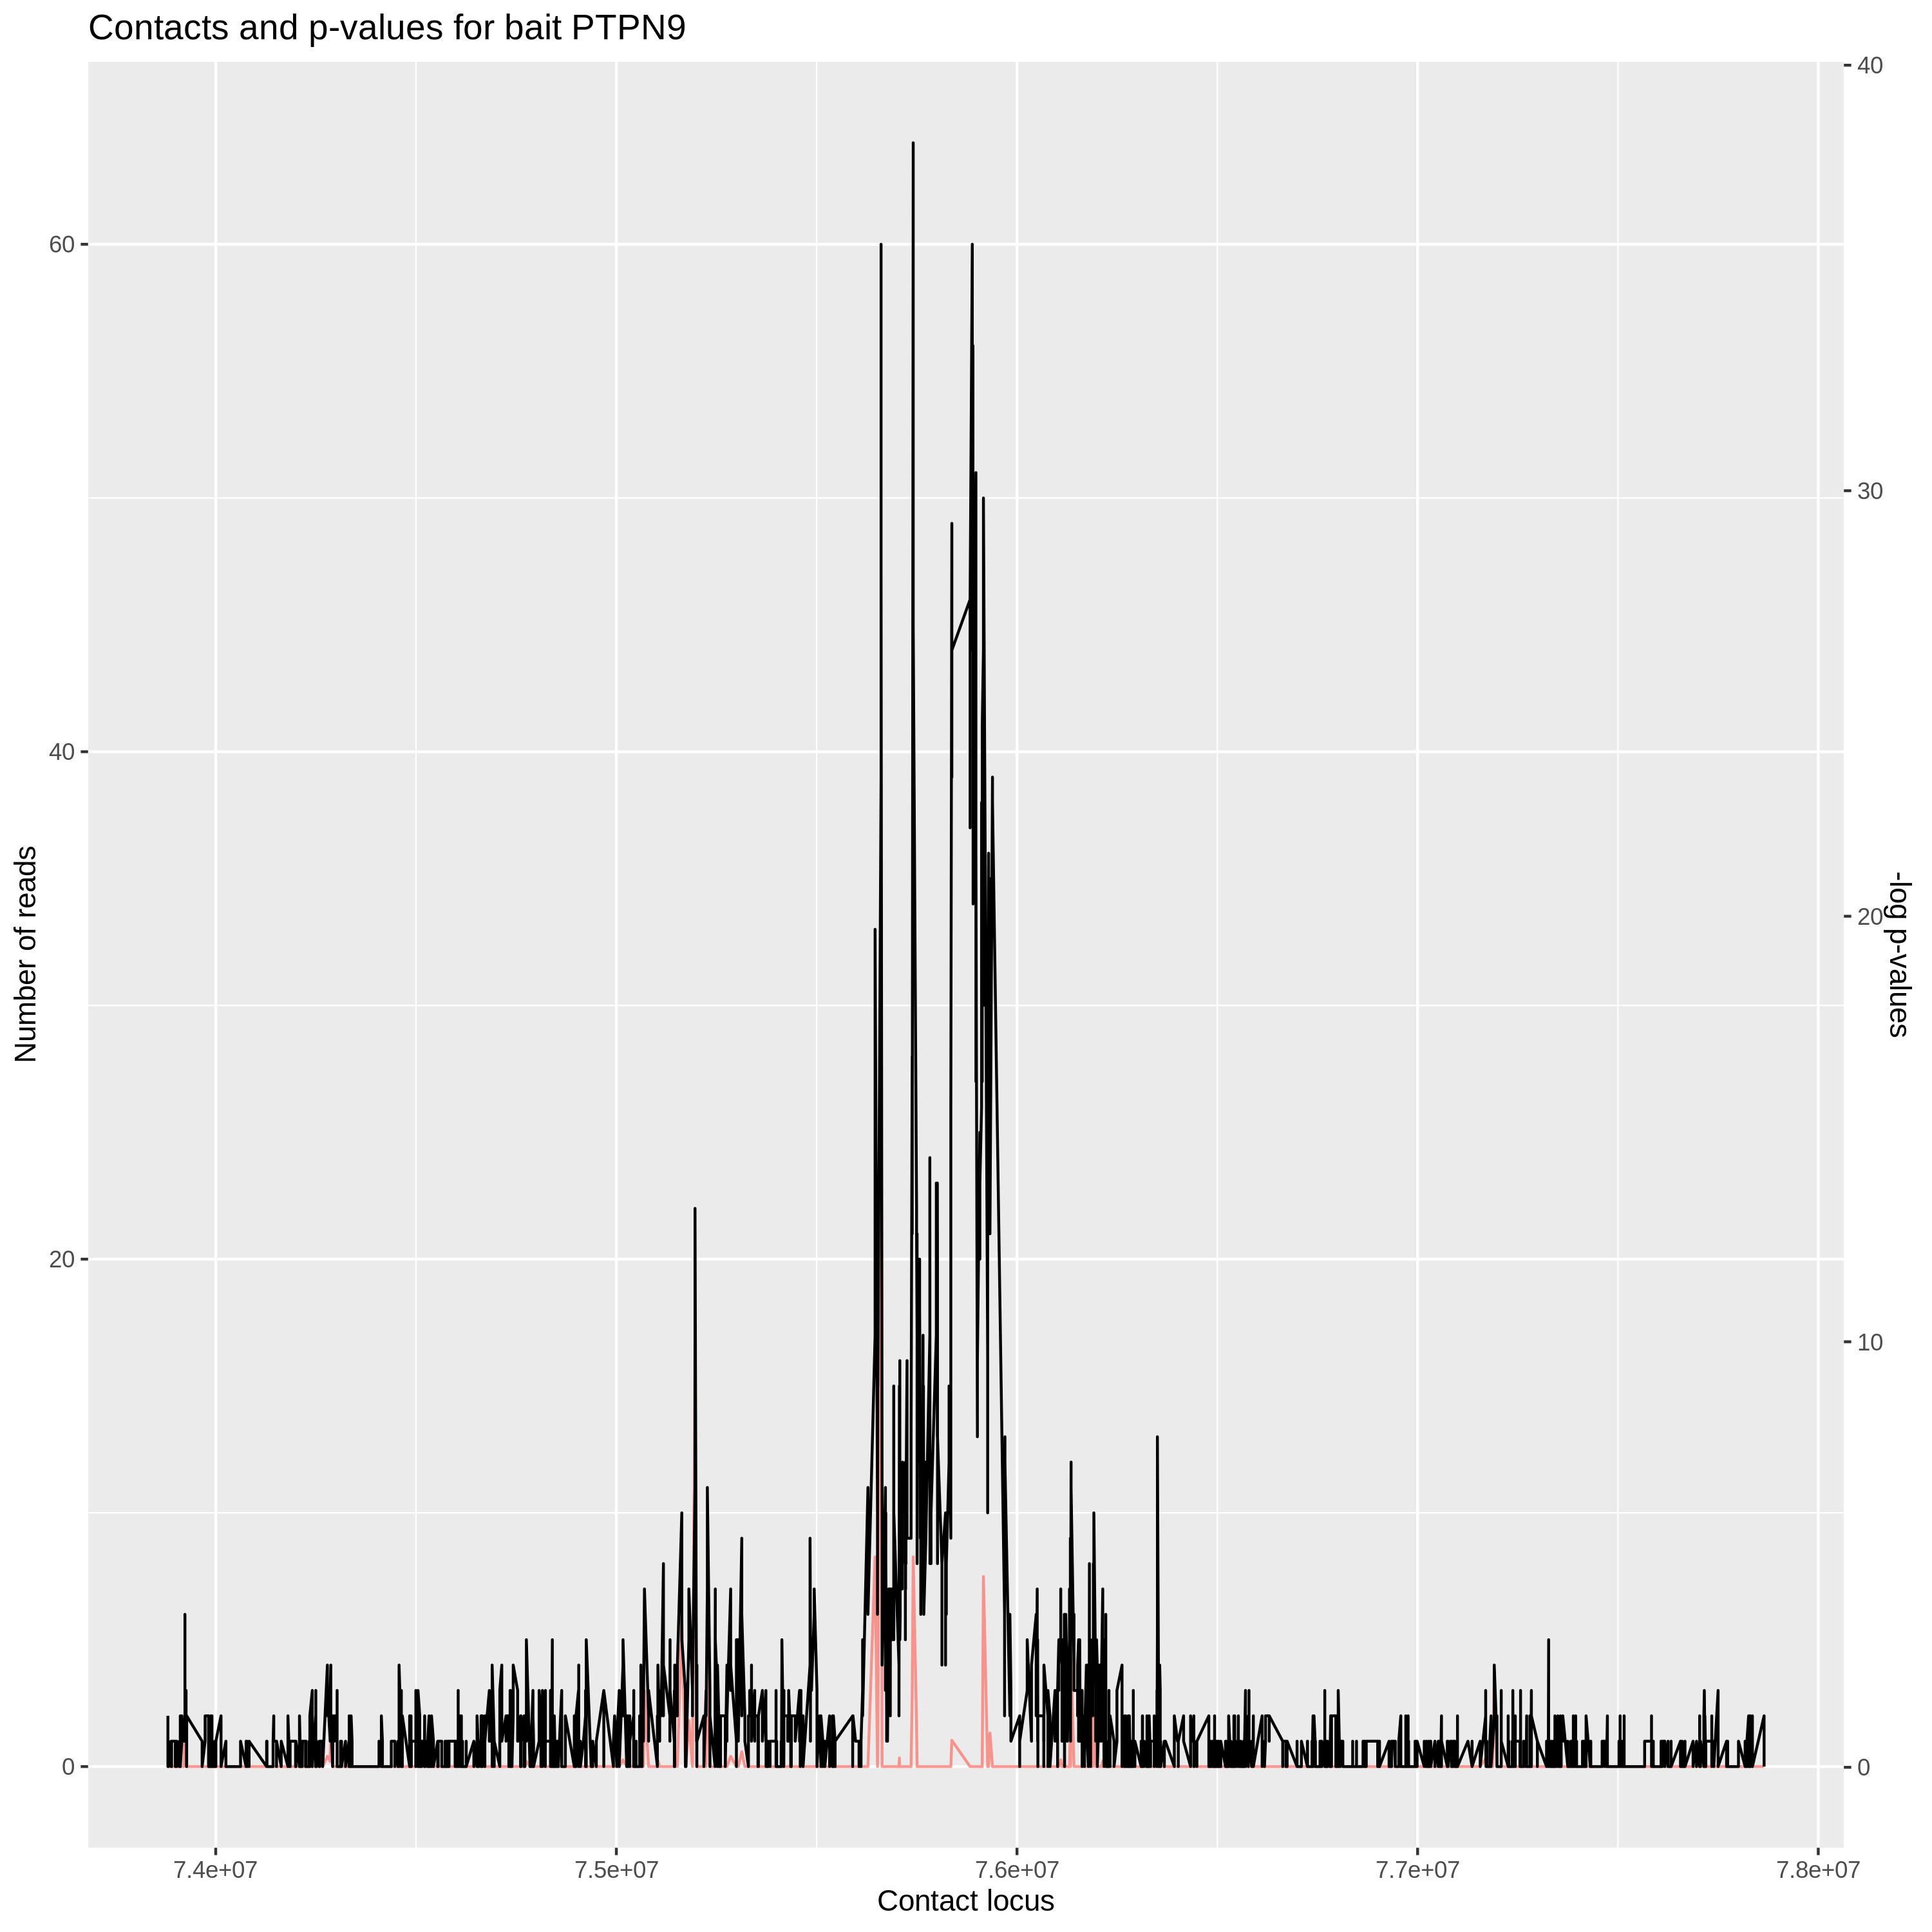 Contacts and p-values for bait PTPN9
Number of reads
60
40
20
0
40
30
20
10
0
-log p-values
7.4e+07
7.5e+07
7.6e+07
7.7e+07
7.8e+07
Contact locus